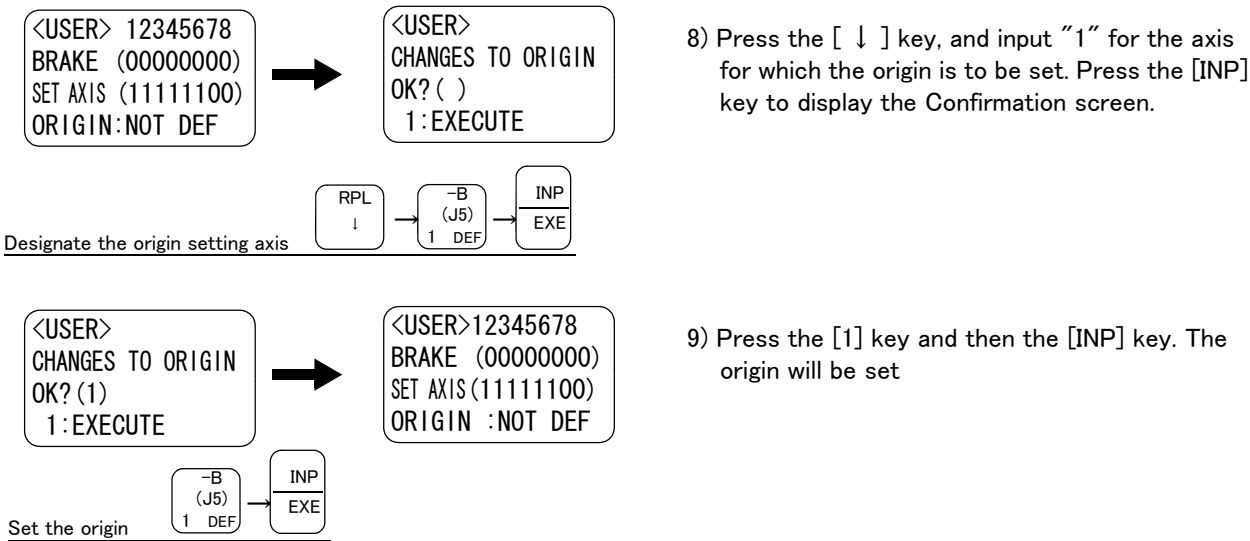 <USER> 12345678
BRAKE (00000000)
SET AXIS (11111100)
ORIGIN:NOT DEF
<USER>
CHANGES TO ORIGIN
OK?( )
1:EXECUTE
8) Press the [ ↓ ] key, and input "1" for the axis
for which the origin is to be set. Press the [INP]
key to display the Confirmation screen.
Designate the origin setting axis
RPL
↓
→
-B
(J5)
1 DEF
→
INP
EXE
<USER>
CHANGES TO ORIGIN
OK?(1)
1:EXECUTE
<USER>12345678
BRAKE (00000000)
SET AXIS(11111100)
ORIGIN :NOT DEF
9) Press the [1] key and then the [INP] key. The
origin will be set
Set the origin
-B
(J5)
1 DEF
→
INP
EXE